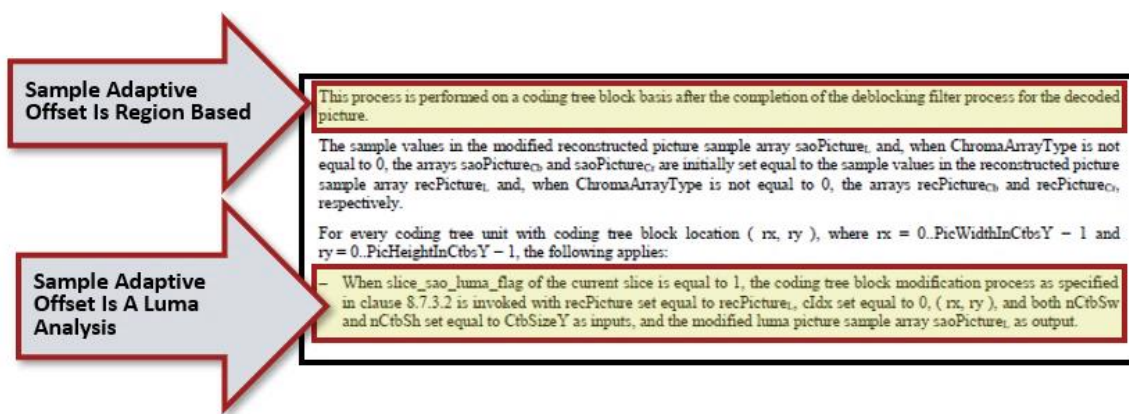 Sample Adaptive
Offset Is Region Based
This process is performed on a coding tree block basis after the completion of the deblocking filter process for the decoded
picture.
The sample values in the modified reconstructed picture sample array saoPictureL and, when ChromaArrayType is not
equal to 0, the arrays saoPictureCb and saoPictureCr are initially set equal to the sample values in the reconstructed picture
sample array recPictureL and, when ChromaArrayType is not equal to 0, the arrays recPictureCb and recPictureCr,
respectively.
For every coding tree unit with coding tree block location ( rx, ry ), where rx = 0..PicWidthInCtbsY − 1 and
ry = 0..PicHeightInCtbsY − 1, the following applies:
Sample Adaptive
Offset Is A Luma
Analysis
– When slice_sao_luma_flag of the current slice is equal to 1, the coding tree block modification process as specified
in clause 8.7.3.2 is invoked with recPicture set equal to recPictureL, cIdx set equal to 0, ( rx, ry ), and both nCtbSw
and nCtbSh set equal to CtbSizeY as inputs, and the modified luma picture sample array saoPictureL as output.